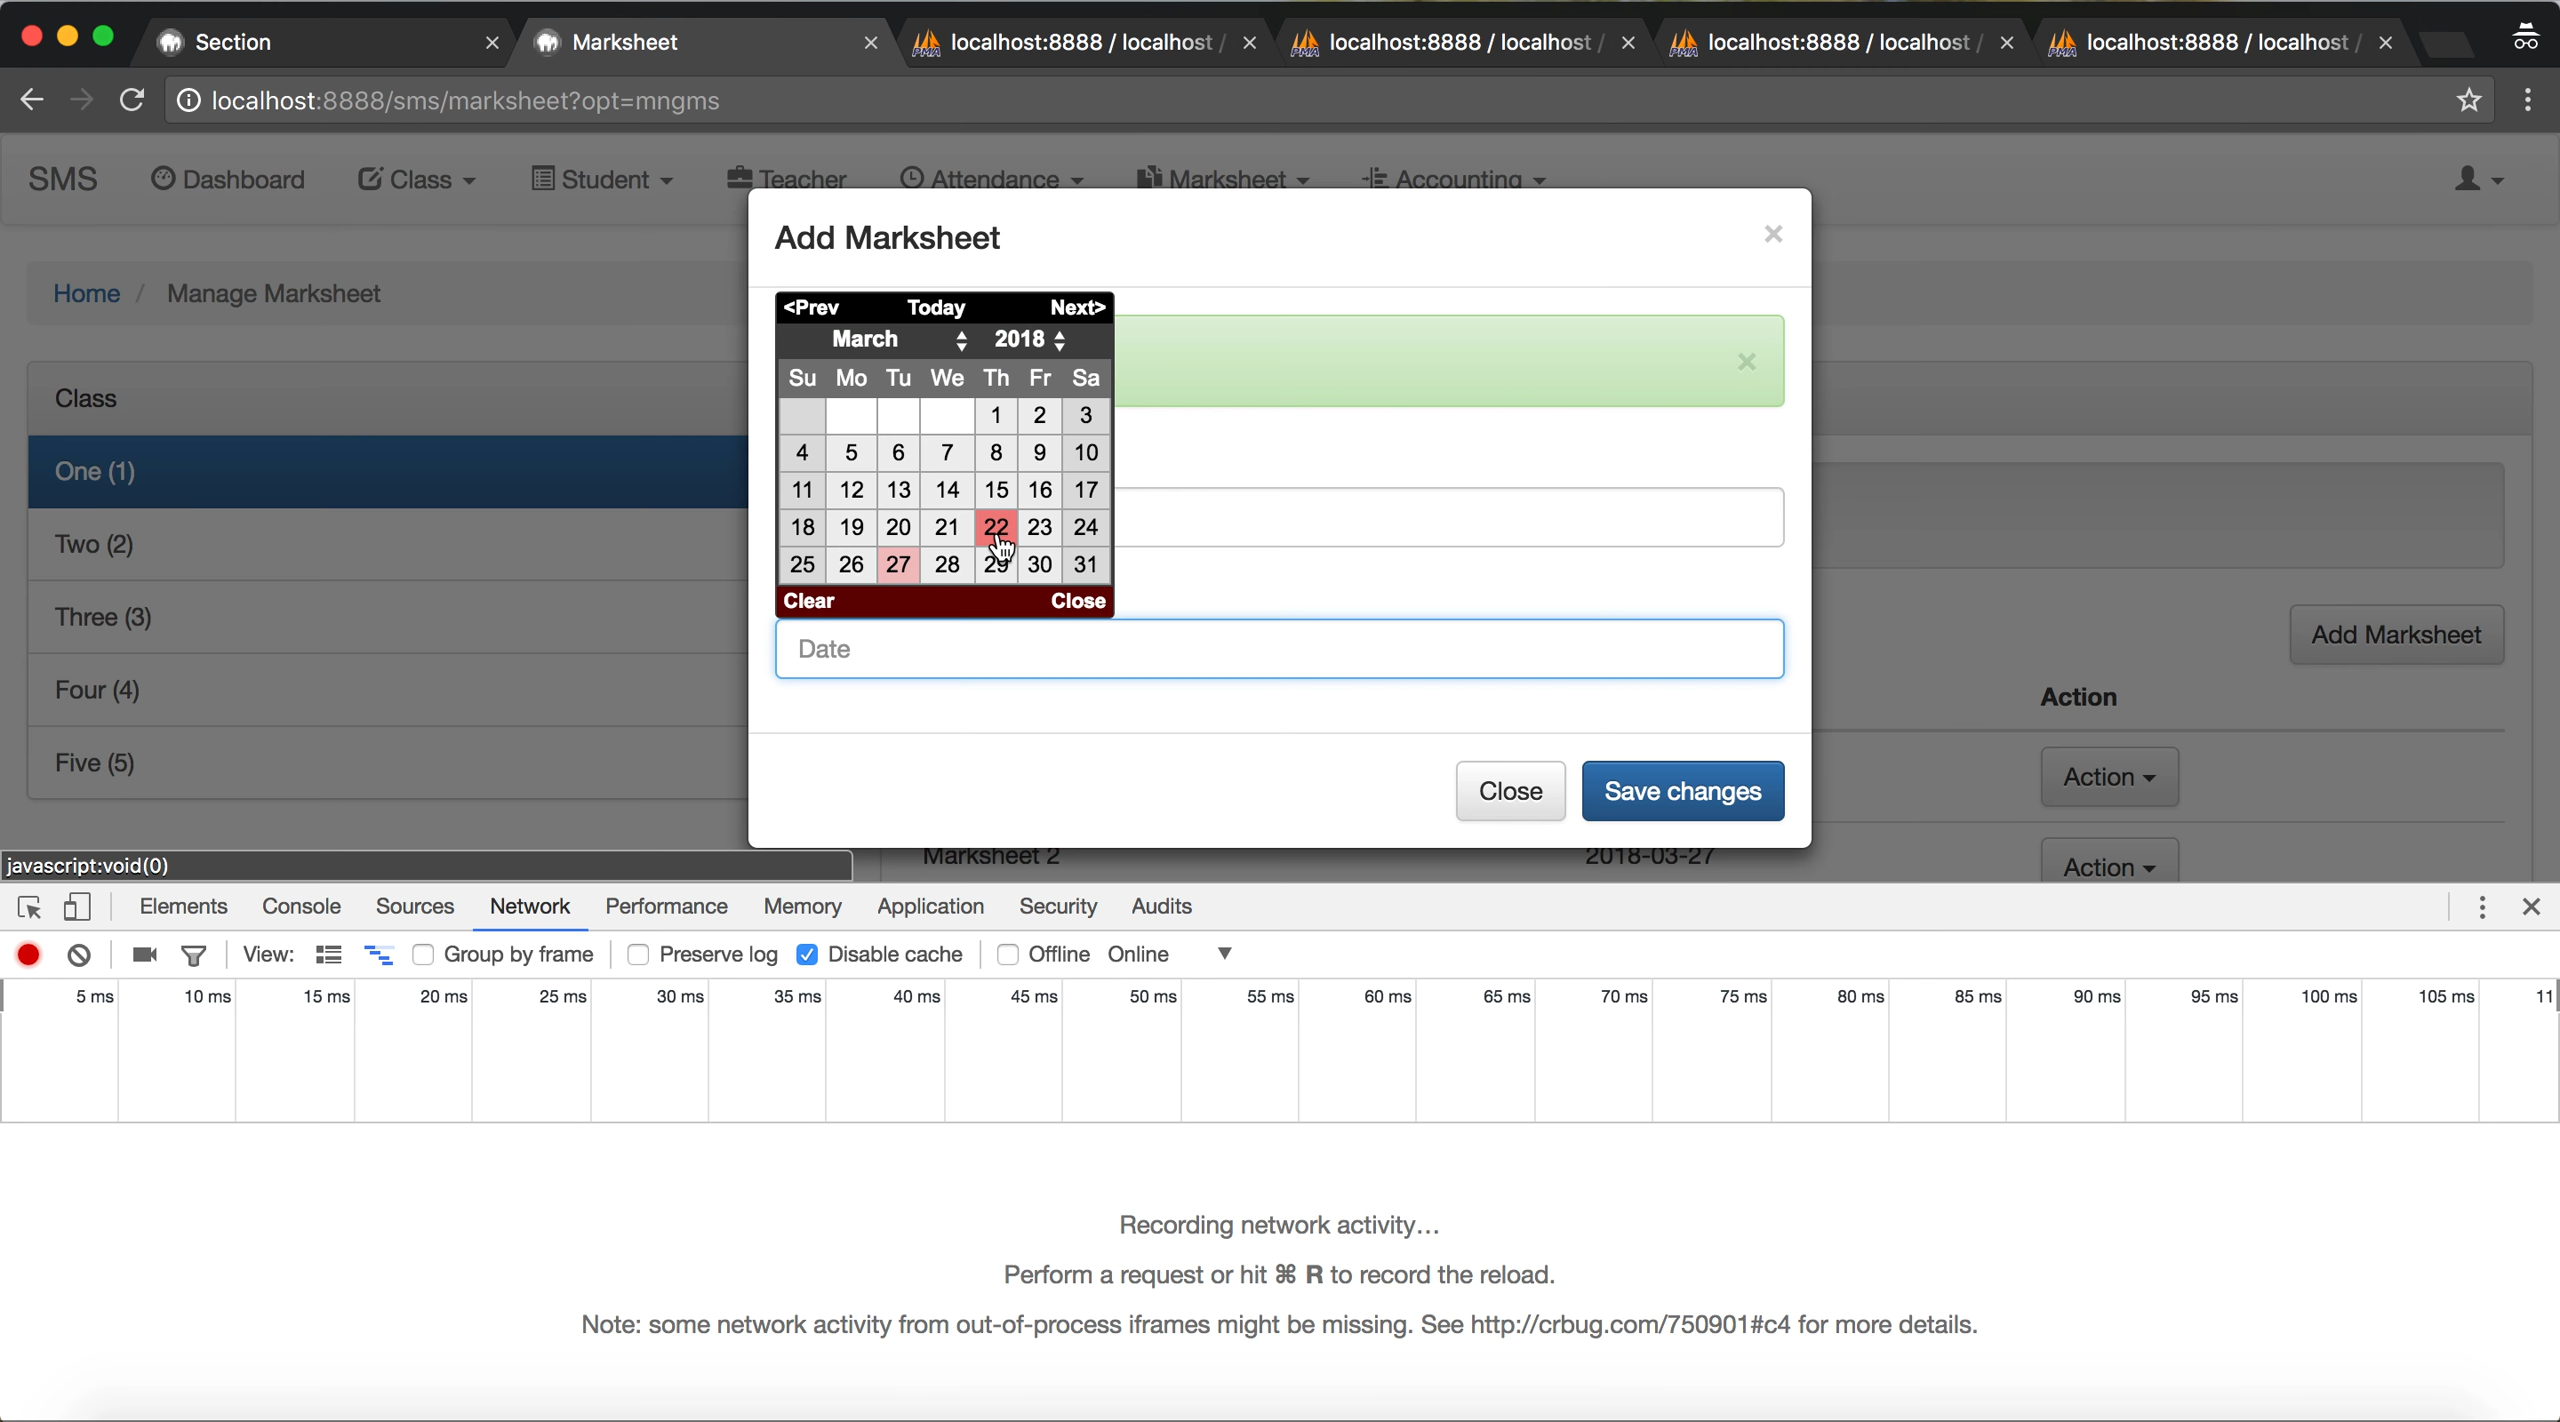 Section
Marksheet
localhost:8888 / localhost /
localhost:8888 / localhost /
localhost:8888 / localhost /
localhost:8888 / localhost /
localhost:8888/sms/marksheet?opt=mngms
SMS Dashboard Class Student Teacher Attendance Marksheet Accounting
Add Marksheet ×
Home / Manage Marksheet
<Prev Today Next>
March 2018
Su Mo Tu We Th Fr Sa
1 2 3
4 5 6 7 8 9 10
11 12 13 14 15 16 17
18 19 20 21 22 23 24
25 26 27 28 29 30 31
Clear Close
Date
Close Save changes
Class
One (1)
Two (2)
Three (3)
Four (4)
Five (5)
Add Marksheet
Action
Action
Marksheet 2 2018-03-27 Action
javascript:void(0)
Elements Console Sources Network Performance Memory Application Security Audits
View: Group by frame Preserve log Disable cache Offline Online
5 ms 10 ms 15 ms 20 ms 25 ms 30 ms 35 ms 40 ms 45 ms 50 ms 55 ms 60 ms 65 ms 70 ms 75 ms 80 ms 85 ms 90 ms 95 ms 100 ms 105 ms 11
Recording network activity…
Perform a request or hit ⌘ R to record the reload.
Note: some network activity from out-of-process iframes might be missing. See http://crbug.com/750901#c4 for more details.